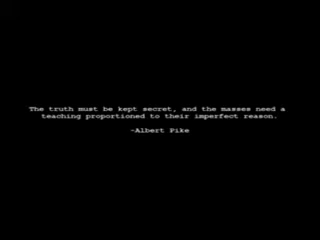 The truth must be kept secret, and the masses need a
teaching proportioned to their imperfect reason.
-Albert Pike